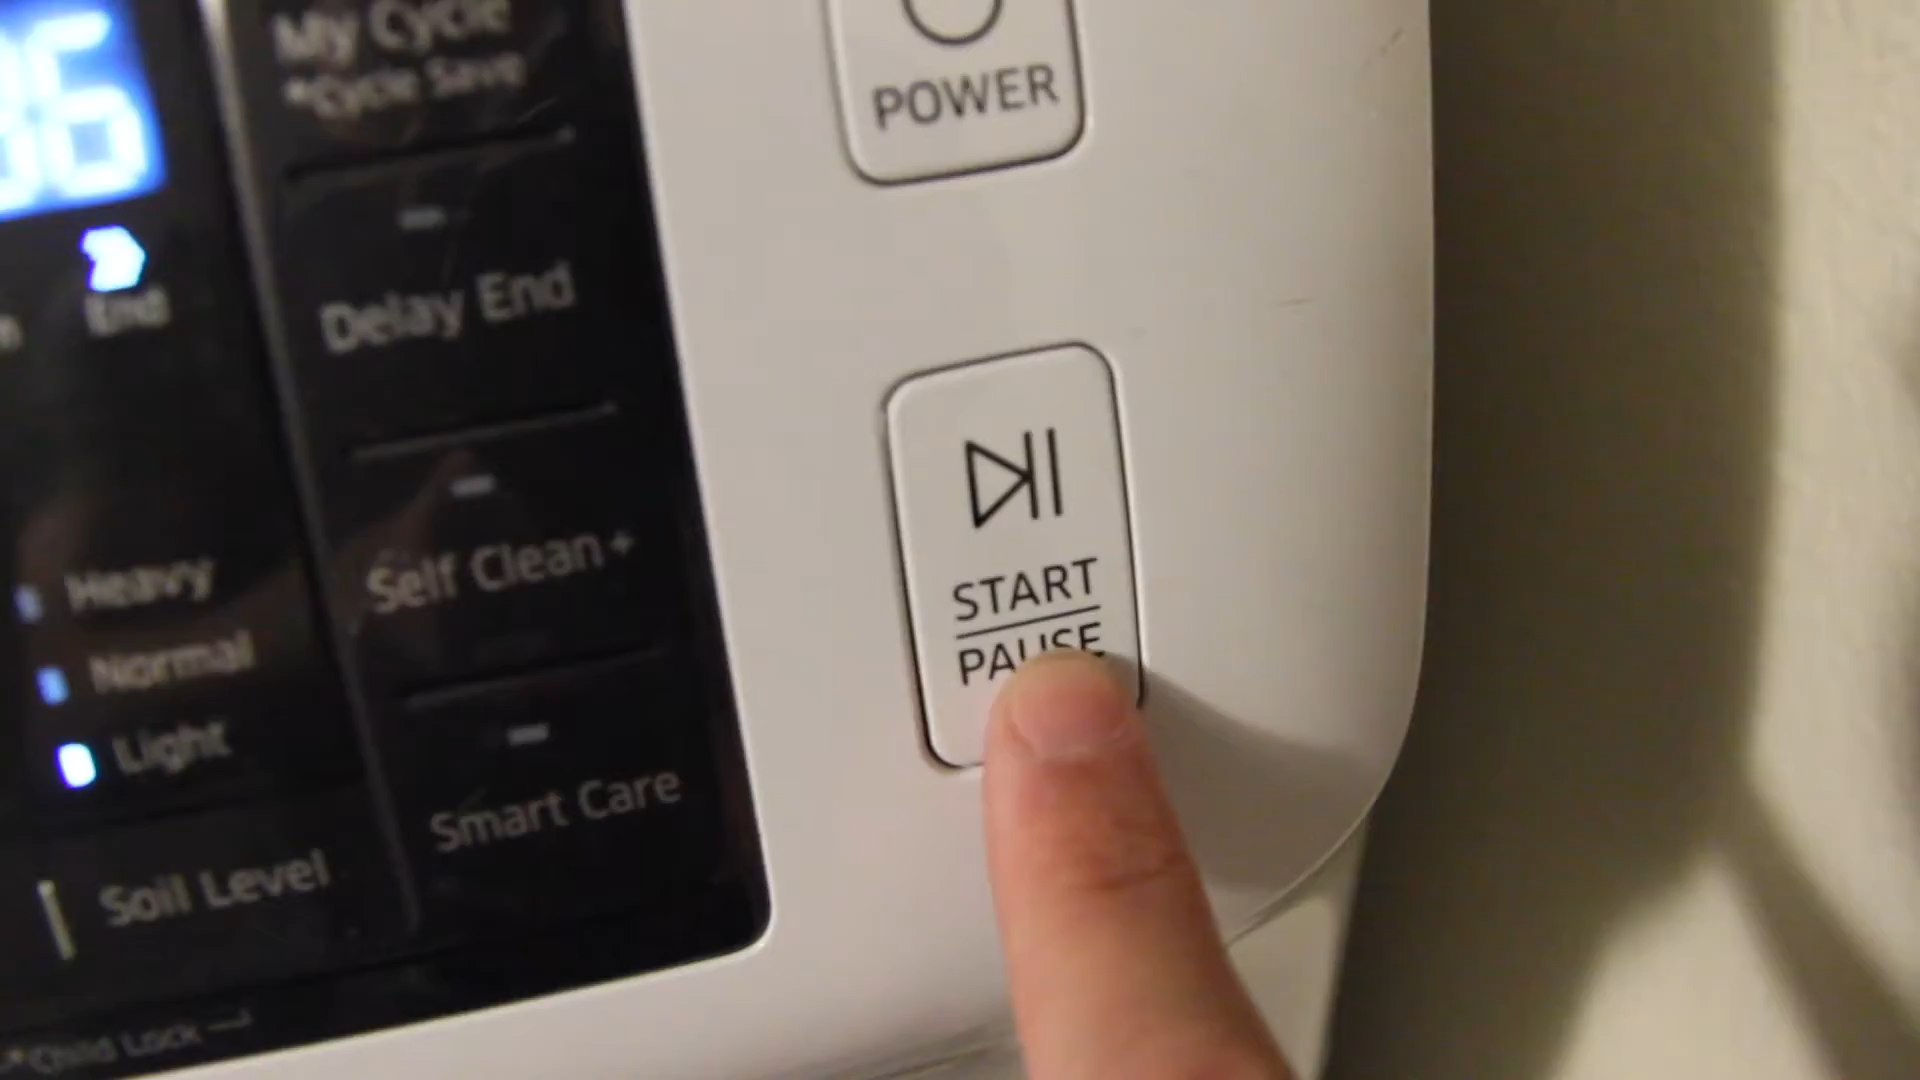 My Cycle
*Cycle Save
POWER
End
Delay End
START
PAUSE
Heavy
Normal
Light
Self Clean+
Smart Care
Soil Level
*Child Lock